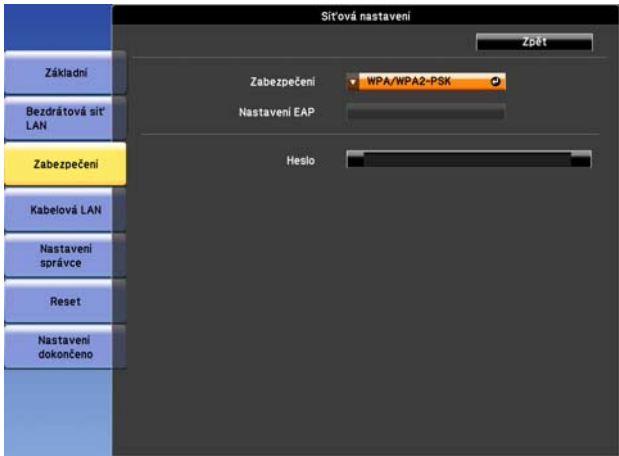 Síťová nastavení
Zpět
Základní
Bezdrátová síť
LAN
Zabezpečení
Kabelová LAN
Nastavení
správce
Reset
Nastavení
dokončeno
Zabezpečení
WPA/WPA2-PSK
Nastavení EAP
Heslo